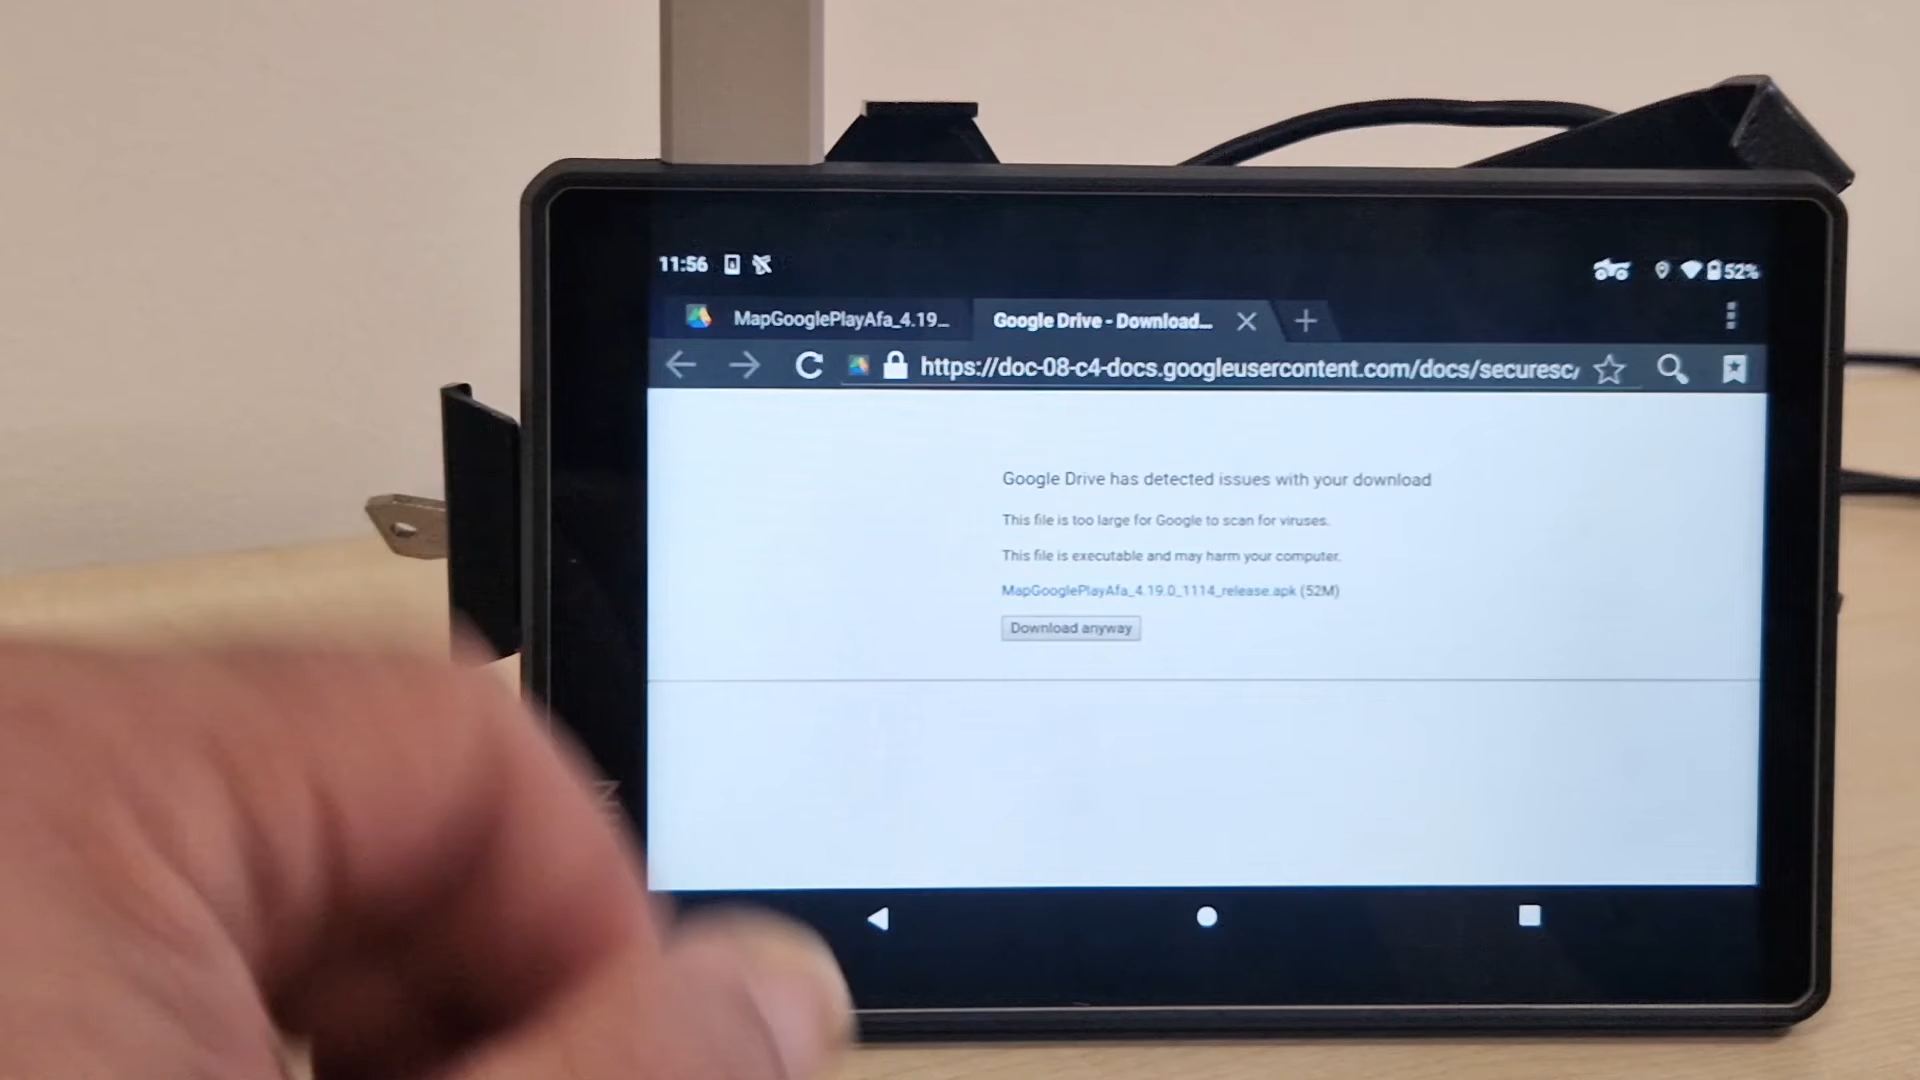 11:56
52%
MapGooglePlayAfa_4.19...
Google Drive - Download...
https://doc-08-c4-docs.googleusercontent.com/docs/securesc/
Google Drive has detected issues with your download
This file is too large for Google to scan for viruses.
This file is executable and may harm your computer.
MapGooglePlayAfa_4.19.0_1114_release.apk (52M)
Download anyway